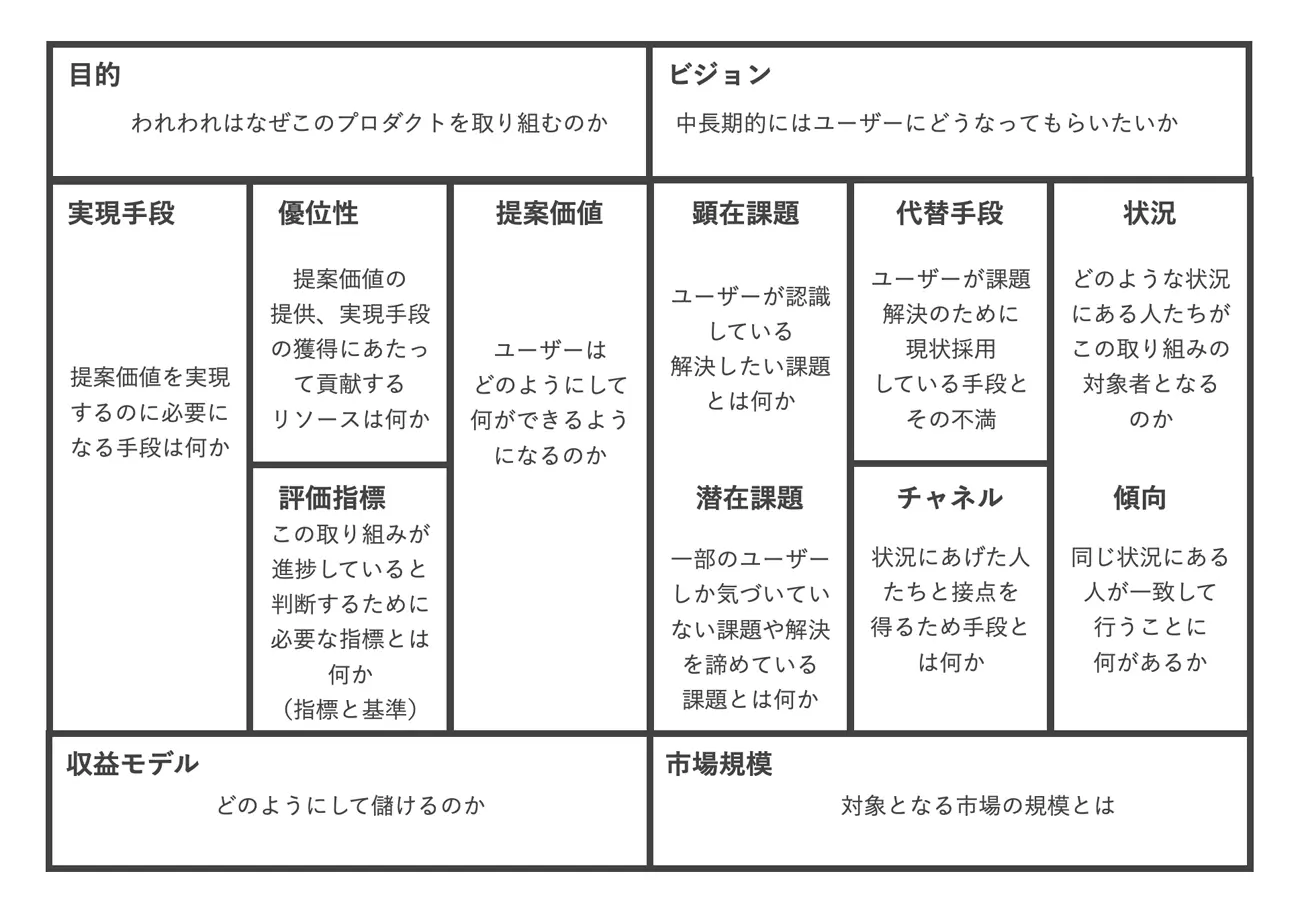 目的
われわれはなぜこのプロダクトを取り組むのか
ビジョン
中長期的にはユーザーにどうなってもらいたいか
実現手段
提案価値を実現
するのに必要に
なる手段は何か
優位性
提案価値の
提供、実現手段
の獲得にあたっ
て貢献する
リソースは何か
評価指標
この取り組みが
進捗していると
判断するために
必要な指標とは
何か
（指標と基準）
提案価値
ユーザーは
どのようにして
何ができるよう
になるのか
顕在課題
ユーザーが認識
している
解決したい課題
とは何か
潜在課題
一部のユーザー
しか気づいてい
ない課題や解決
を諦めている
課題とは何か
代替手段
ユーザーが課題
解決のために
現状採用
している手段と
その不満
チャネル
状況にあげた人
たちと接点を
得るため手段と
は何か
状況
どのような状況
にある人たちが
この取り組みの
対象者となる
のか
傾向
同じ状況にある
人が一致して
行うことに
何があるか
収益モデル
どのようにして儲けるのか
市場規模
対象となる市場の規模とは